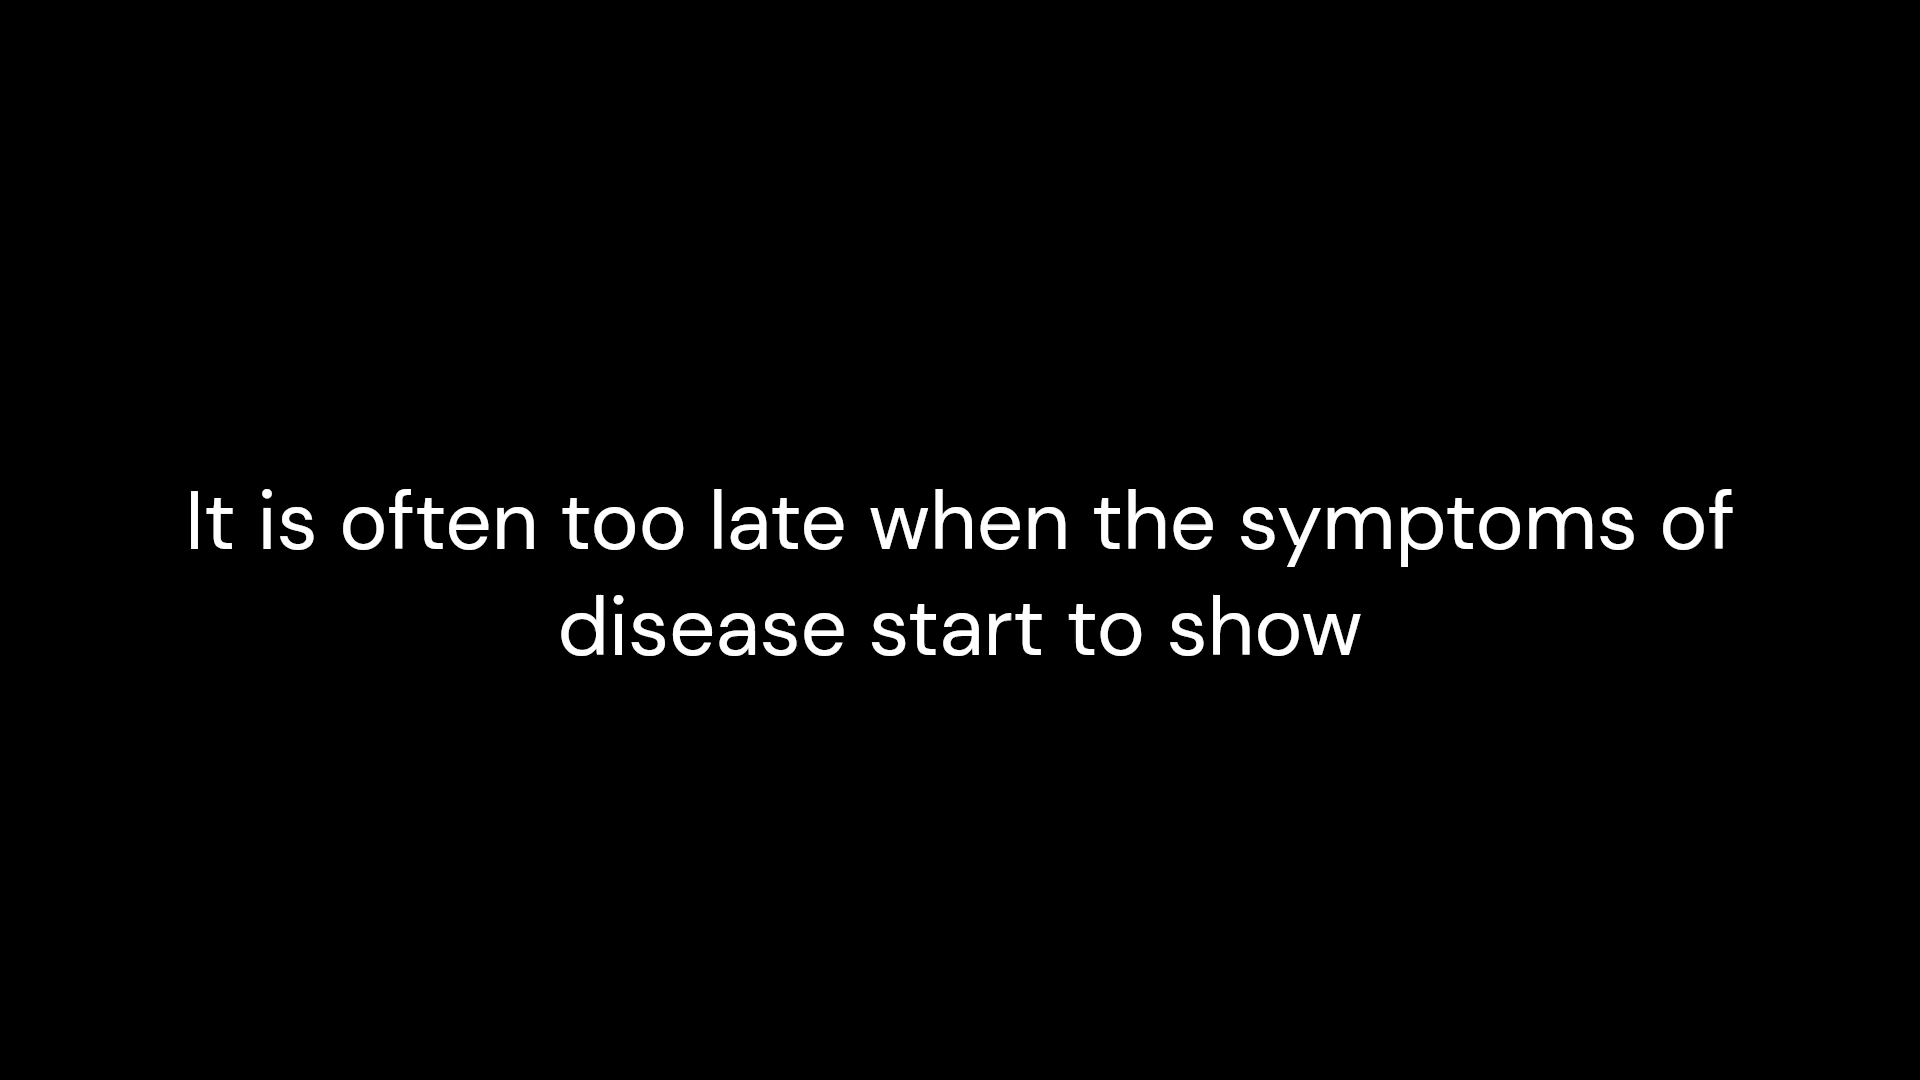 It is often too late when the symptoms of
disease start to show